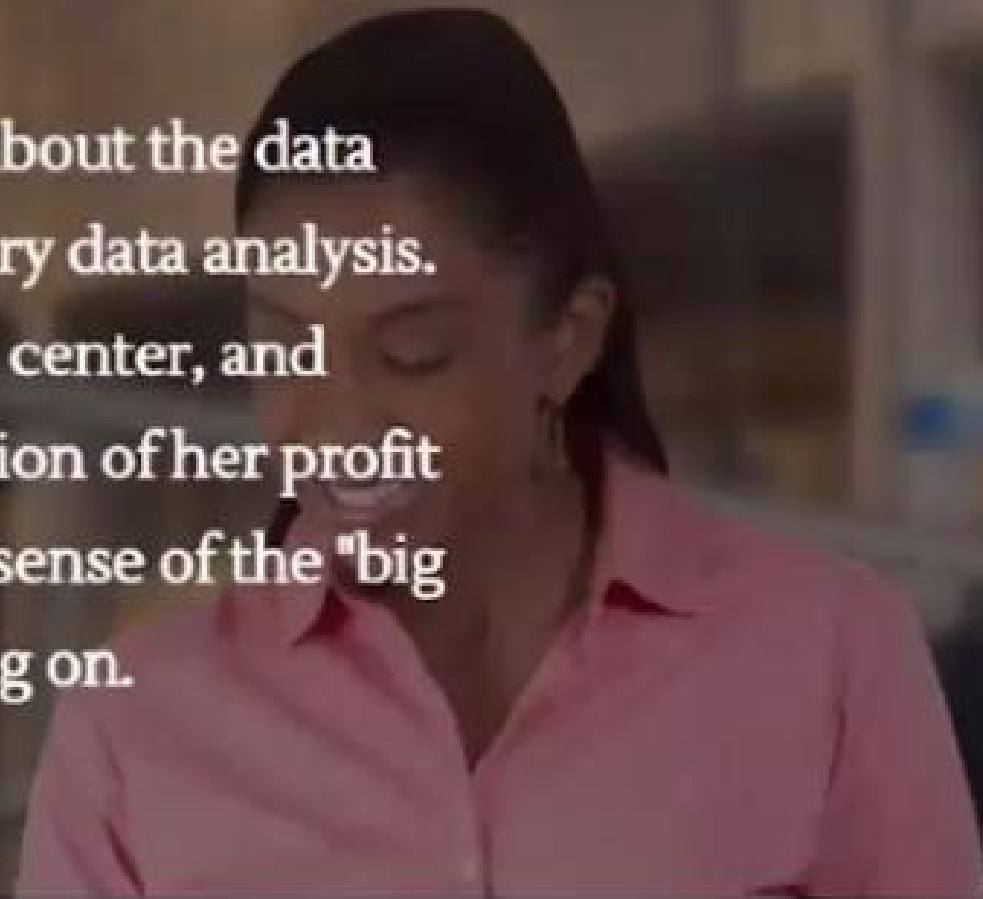 bout the data
ry data analysis.
center, and
ion of her profit
sense of the "big
g on.